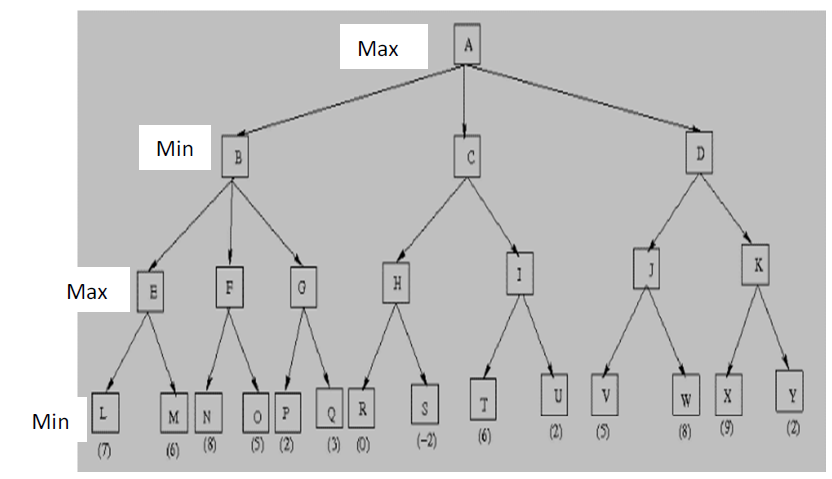 Max
A
Min
B
C
D
Max
E
F
G
H
I
J
K
Min
L
M
N
O
P
Q
R
S
T
U
V
W
X
Y
(7)
(6)
(8)
(5)
(2)
(3)
(0)
(-2)
(6)
(2)
(5)
(8)
(9)
(2)